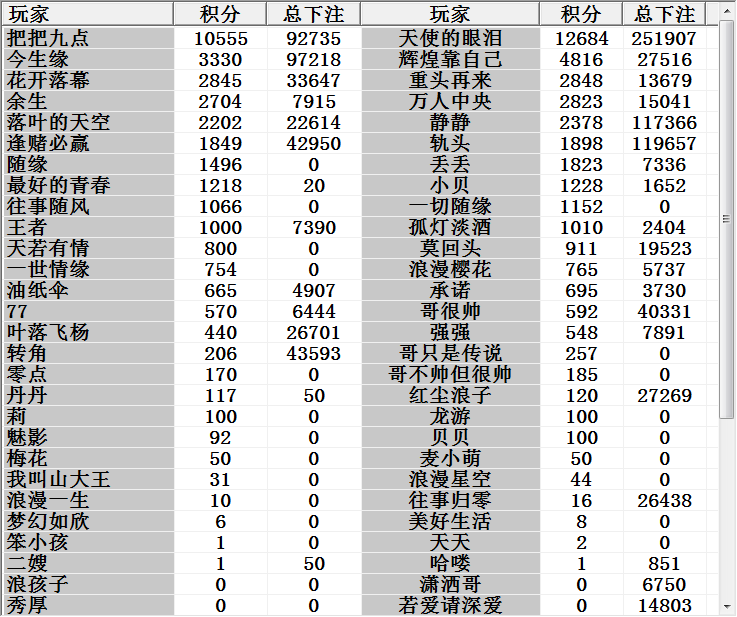 玩家 积分 总下注 玩家 积分 总下注
把把九点 10555 92735 天使的眼泪 12684 251907
今生缘 3330 97218 辉煌靠自己 4816 27516
花开落幕 2845 33647 重头再来 2848 13679
余生 2704 7915 万人中央 2823 15041
落叶的天空 2202 22614 静静 2378 117366
逢赌必赢 1849 42950 轨头 1898 119657
随缘 1496 0 丢丢 1823 7336
最好的青春 1218 20 小贝 1228 1652
往事随风 1066 0 一切随缘 1152 0
王者 1000 7390 孤灯淡酒 1010 2404
天若有情 800 0 莫回头 911 19523
一世情缘 754 0 浪漫樱花 765 5737
油纸伞 665 4907 承诺 695 3730
77 570 6444 哥很帅 592 40331
叶落飞杨 440 26701 强强 548 7891
转角 206 43593 哥只是传说 257 0
零点 170 0 哥不帅但很帅 185 0
丹丹 117 50 红尘浪子 120 27269
莉 100 0 龙游 100 0
魅影 92 0 贝贝 100 0
梅花 50 0 麦小萌 50 0
我叫山大王 31 0 浪漫星空 44 0
浪漫一生 10 0 往事归零 16 26438
梦幻如欣 6 0 美好生活 8 0
笨小孩 1 0 天天 2 0
二嫂 1 50 哈喽 1 851
浪孩子 0 0 潇洒哥 0 6750
秀厚 0 0 若爱请深爱 0 14803